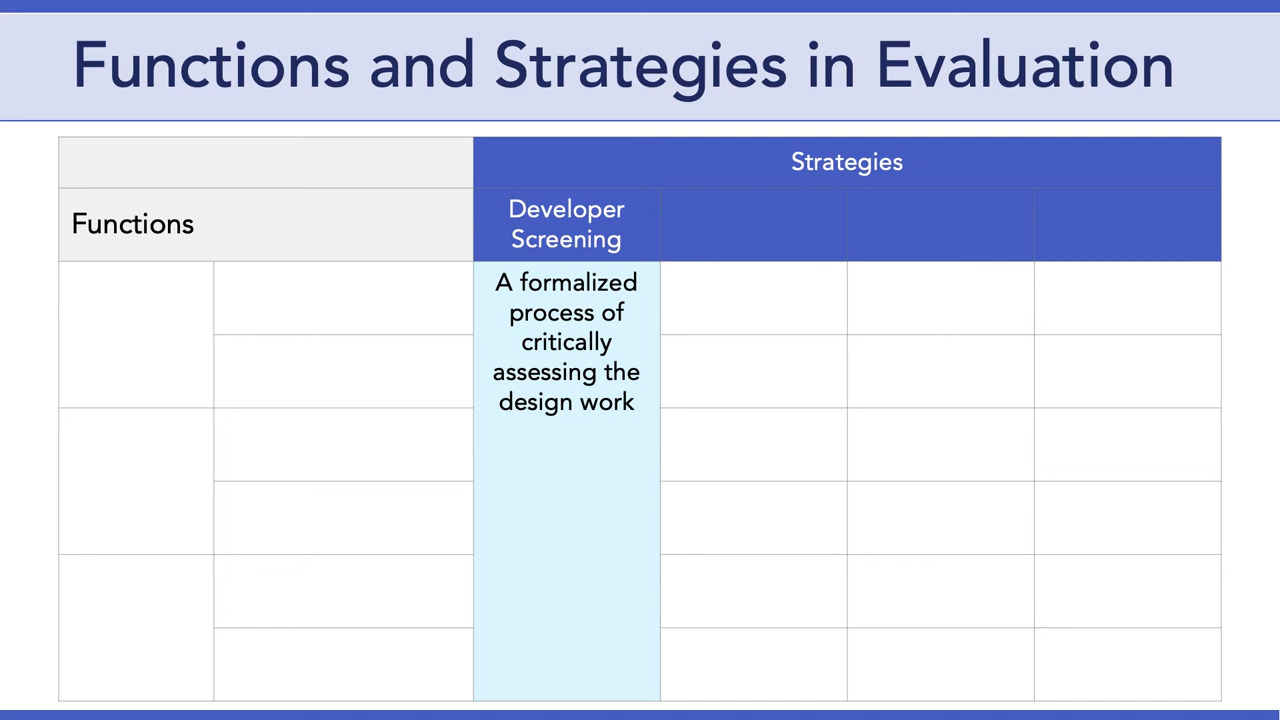 Functions and Strategies in Evaluation
Strategies
Functions
Developer
Screening
A formalized
process of
critically
assessing the
design work